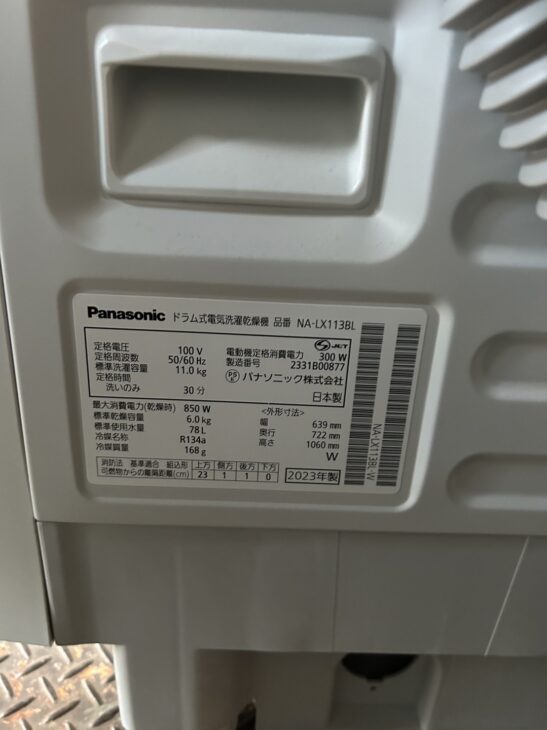 Panasonic ドラム式電気洗濯乾燥機 品番 NA-LX113BL
定格電圧 100 V
定格周波数 50/60 Hz
標準洗濯容量 11.0 kg
定格時間
洗いのみ 30 分
S JET
電動機定格消費電力 300 W
製造番号 2331B00877
PS E パナソニック株式会社
日本製
最大消費電力(乾燥時) 850 W
標準乾燥容量 6.0 kg
標準使用水量 78 L
冷媒名称 R134a
冷媒質量 168 g
<外形寸法>
幅 639 mm
奥行 722 mm
高さ 1060 mm
W
消防法 基準適合 組込形 上方 側方 後方 下方
可燃物からの離隔距離(cm) 23 1 1 0
2023年製
NA-LX113BL-W